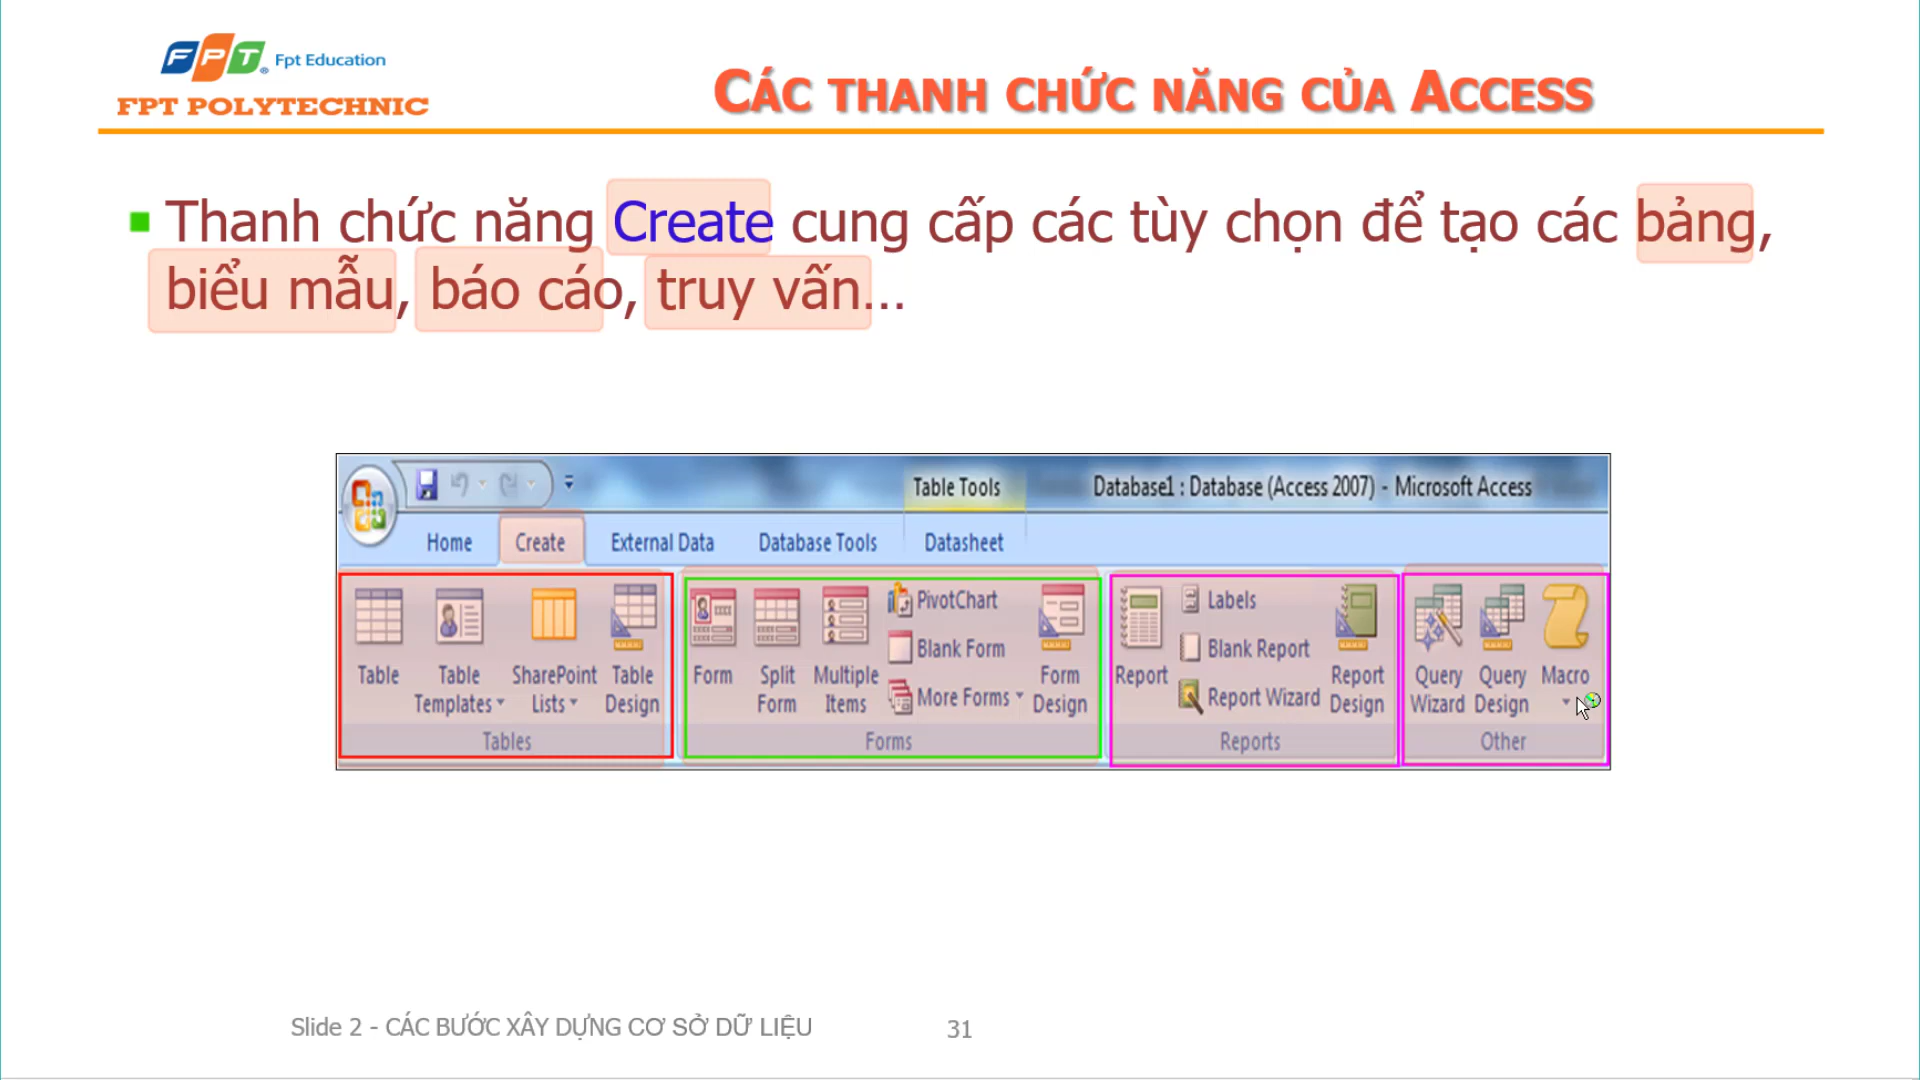 FPT Fpt Education
FPT POLYTECHNIC
CÁC THANH CHỨC NĂNG CỦA ACCESS
Thanh chức năng Create cung cấp các tùy chọn để tạo các bảng,
biểu mẫu, báo cáo, truy vấn...
Table Tools Database1 : Database (Access 2007) - Microsoft Access
Home Create External Data Database Tools Datasheet
Table
Table
Templates
SharePoint
Lists
Table
Design
Tables
Form
Split
Form
Multiple
Items
PivotChart
Blank Form
More Forms
Form
Design
Forms
Report
Labels
Blank Report
Report Wizard
Report
Design
Reports
Query
Wizard
Query
Design
Macro
Other
Slide 2 - CÁC BƯỚC XÂY DỰNG CƠ SỞ DỮ LIỆU 31